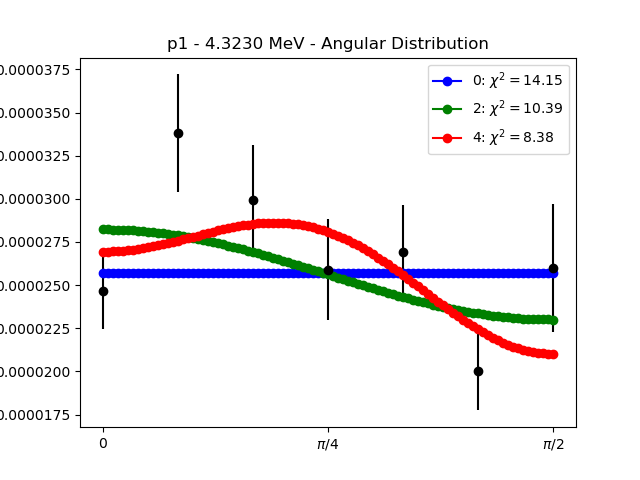 p1 - 4.3230 MeV - Angular Distribution
0.0000375
0.0000350
0.0000325
0.0000300
0.0000275
0.0000250
0.0000225
0.0000200
0.0000175
0: χ² = 14.15
2: χ² = 10.39
4: χ² = 8.38
0
π/4
π/2